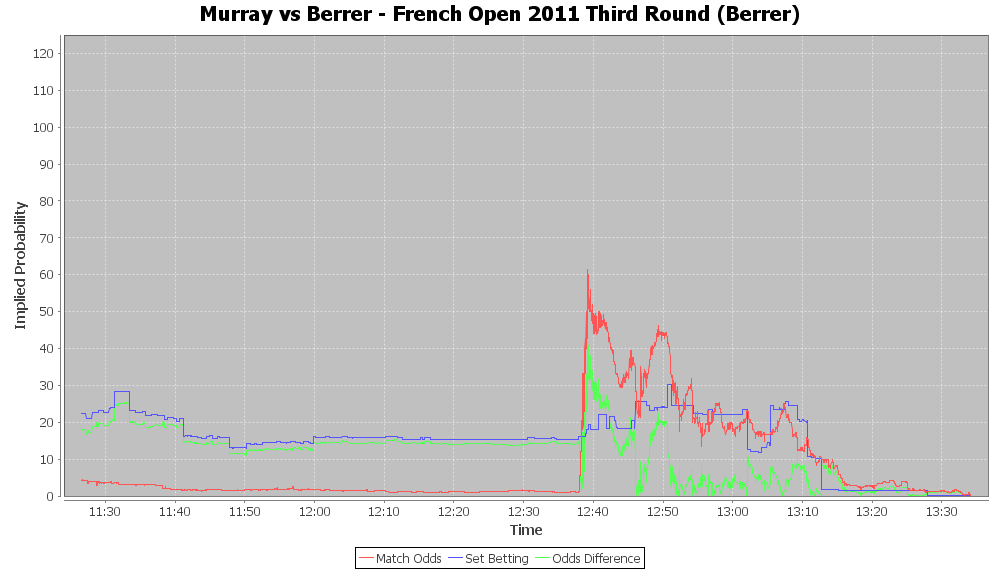 Murray vs Berrer - French Open 2011 Third Round (Berrer)
Implied Probability
120
110
100
90
80
70
60
50
40
30
20
10
0
11:30 11:40 11:50 12:00 12:10 12:20 12:30 12:40 12:50 13:00 13:10 13:20 13:30
Time
Match Odds Set Betting Odds Difference